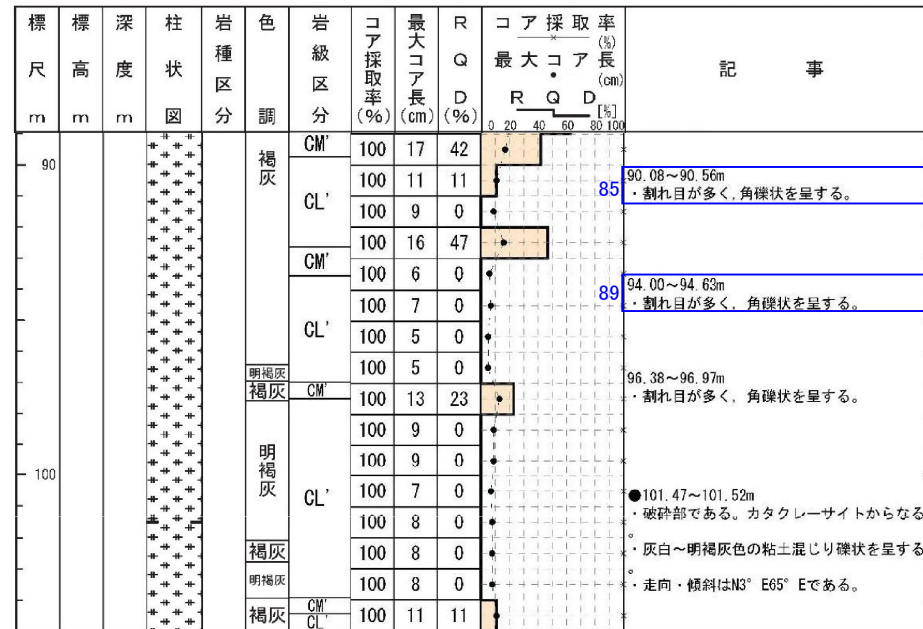 標尺 m
標高 m
深度 m
柱状図
岩種区分
色調
岩級区分
コア採取率(%)
最大コア長(cm)
RQD(%)
コア採取率(%)
最大コア長(cm)
RQD[%]
0 20 40 60 80 100
記事
褐灰
CM'
100 17 42
90
100 11 11
85
90.08～90.56m
・割れ目が多く,角礫状を呈する。
CL'
100 9 0
100 16 47
CM'
100 6 0
89
94.00～94.63m
・割れ目が多く，角礫状を呈する。
100 7 0
CL'
100 5 0
100 5 0
明褐灰
96.38～96.97m
・割れ目が多く，角礫状を呈する。
褐灰
CM'
100 13 23
100 9 0
明褐灰
100 9 0
100
CL'
100 7 0
●101.47～101.52m
・破砕部である。カタクレーサイトからなる
。
100 8 0
・灰白～明褐灰色の粘土混じり礫状を呈する
。
褐灰
100 8 0
明褐灰
100 8 0
・走向・傾斜はN3°E65°Eである。
褐灰
CM'
CL'
100 11 11